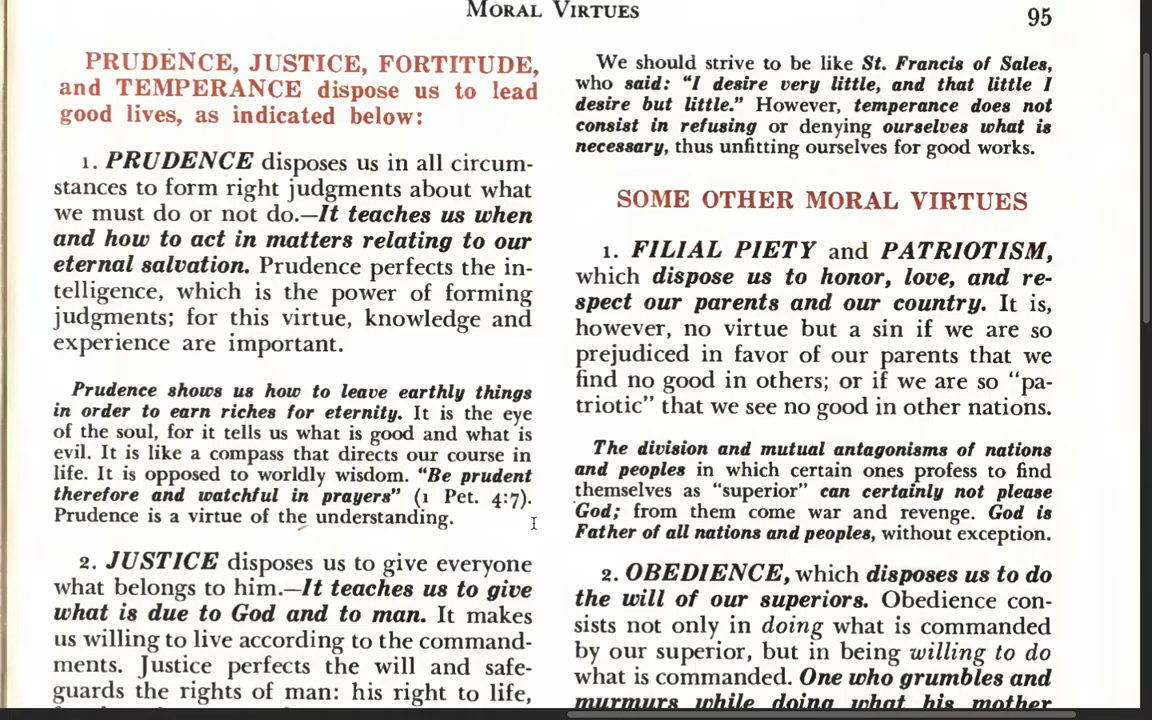 MORAL VIRTUES
95
PRUDENCE, JUSTICE, FORTITUDE,
and TEMPERANCE dispose us to lead
good lives, as indicated below:
1. PRUDENCE disposes us in all circum-
stances to form right judgments about what
we must do or not do.—It teaches us when
and how to act in matters relating to our
eternal salvation. Prudence perfects the in-
telligence, which is the power of forming
judgments; for this virtue, knowledge and
experience are important.
Prudence shows us how to leave earthly things
in order to earn riches for eternity. It is the eye
of the soul, for it tells us what is good and what is
evil. It is like a compass that directs our course in
life. It is opposed to worldly wisdom. "Be prudent
therefore and watchful in prayers" (1 Pet. 4:7).
Prudence is a virtue of the understanding.
2. JUSTICE disposes us to give everyone
what belongs to him.—It teaches us to give
what is due to God and to man. It makes
us willing to live according to the command-
ments. Justice perfects the will and safe-
guards the rights of man: his right to life,
We should strive to be like St. Francis of Sales,
who said: "I desire very little, and that little I
desire but little." However, temperance does not
consist in refusing or denying ourselves what is
necessary, thus unfitting ourselves for good works.
SOME OTHER MORAL VIRTUES
1. FILIAL PIETY and PATRIOTISM,
which dispose us to honor, love, and re-
spect our parents and our country. It is,
however, no virtue but a sin if we are so
prejudiced in favor of our parents that we
find no good in others; or if we are so "pa-
triotic" that we see no good in other nations.
The division and mutual antagonisms of nations
and peoples in which certain ones profess to find
themselves as "superior" can certainly not please
God; from them come war and revenge. God is
Father of all nations and peoples, without exception.
2. OBEDIENCE, which disposes us to do
the will of our superiors. Obedience con-
sists not only in doing what is commanded
by our superior, but in being willing to do
what is commanded. One who grumbles and
murmurs while doing what his mother